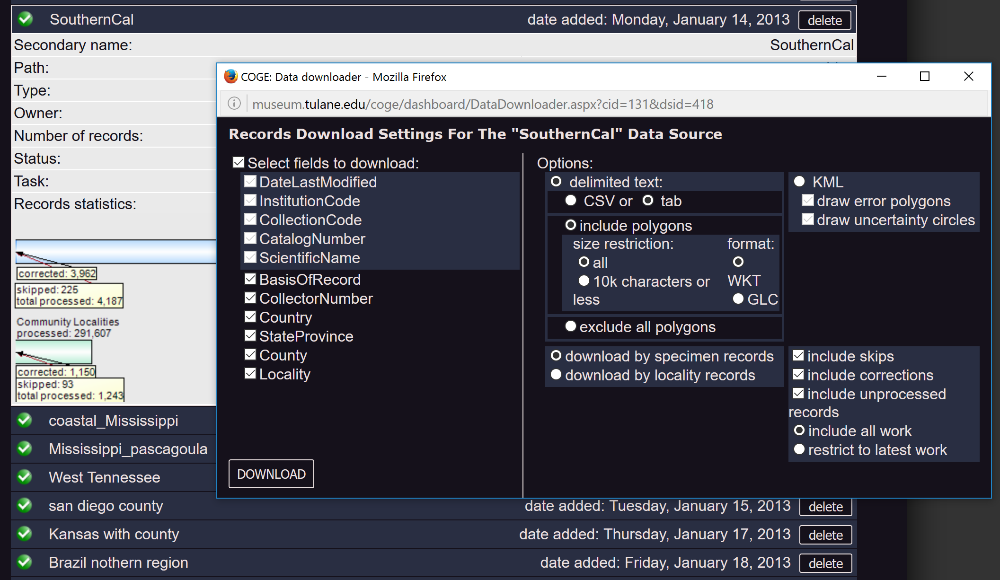 SouthernCal
date added: Monday, January 14, 2013 delete
Secondary name: SouthernCal
Path:
Type:
Owner:
Number of records:
Status:
Task:
Records statistics:
corrected: 3,962
skipped: 225
total processed: 4,187
Community Localities
processed: 291,607
corrected: 1,150
skipped: 93
total processed: 1,243
COGE: Data downloader - Mozilla Firefox
museum.tulane.edu/coge/dashboard/DataDownloader.aspx?cid=131&dsid=418
Records Download Settings For The "SouthernCal" Data Source
Select fields to download:
DateLastModified
InstitutionCode
CollectionCode
CatalogNumber
ScientificName
BasisOfRecord
CollectorNumber
Country
StateProvince
County
Locality
DOWNLOAD
Options:
delimited text:
CSV or tab
include polygons
size restriction:
all
10k characters or
less
format:
WKT
GLC
exclude all polygons
KML
draw error polygons
draw uncertainty circles
download by specimen records
download by locality records
include skips
include corrections
include unprocessed
records
include all work
restrict to latest work
coastal_Mississippi
Mississippi_pascagoula
West Tennessee
san diego county date added: Tuesday, January 15, 2013 delete
Kansas with county date added: Thursday, January 17, 2013 delete
Brazil nothern region date added: Friday, January 18, 2013 delete